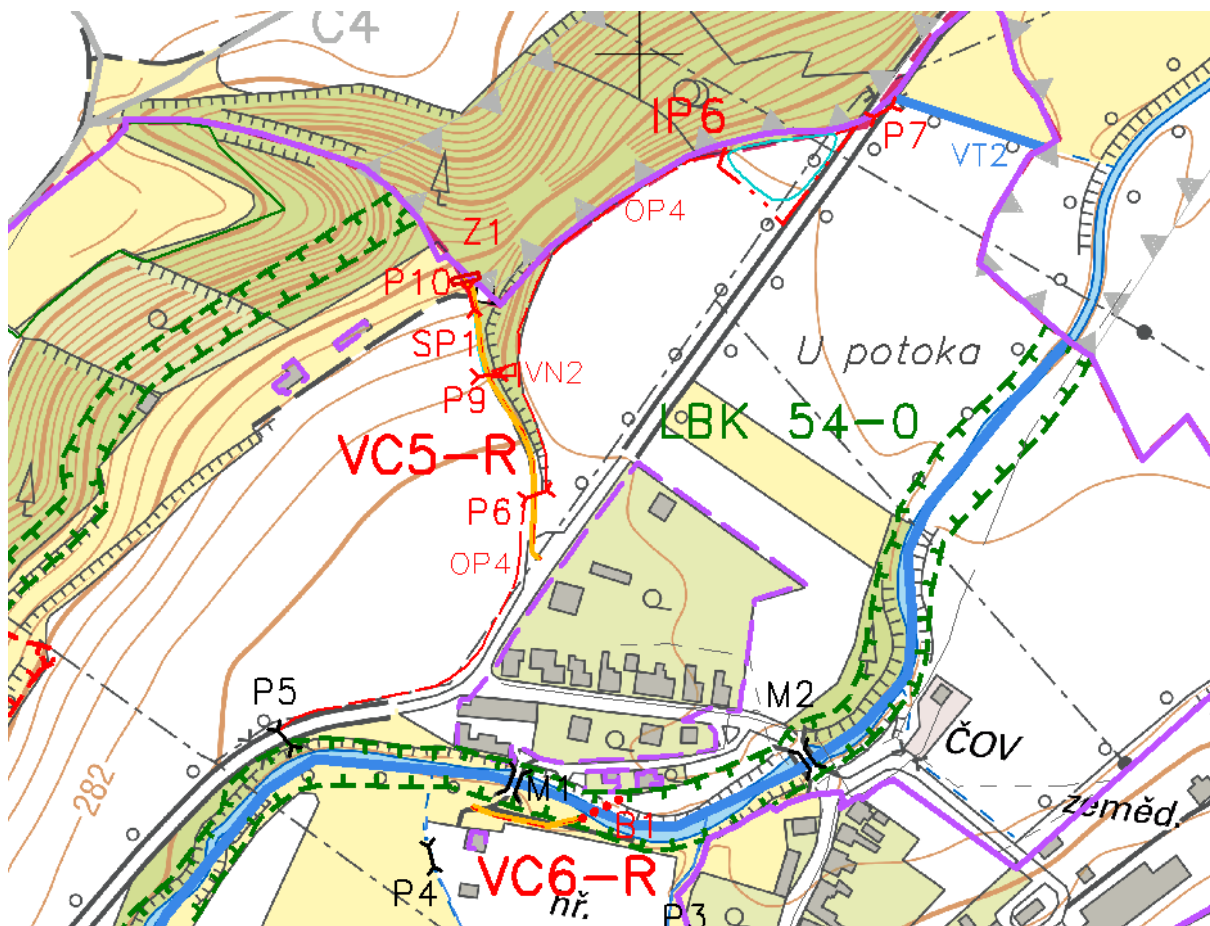 C4
IP6
P7
VT2
OP4
Z1
P10
SP1
VN2
P9
U potoka
LBK 54-0
VC5-R
P6
OP4
P5
M2
ČOV
282
M1
B1
zeměd.
VC6-R
P4
hř.
P3